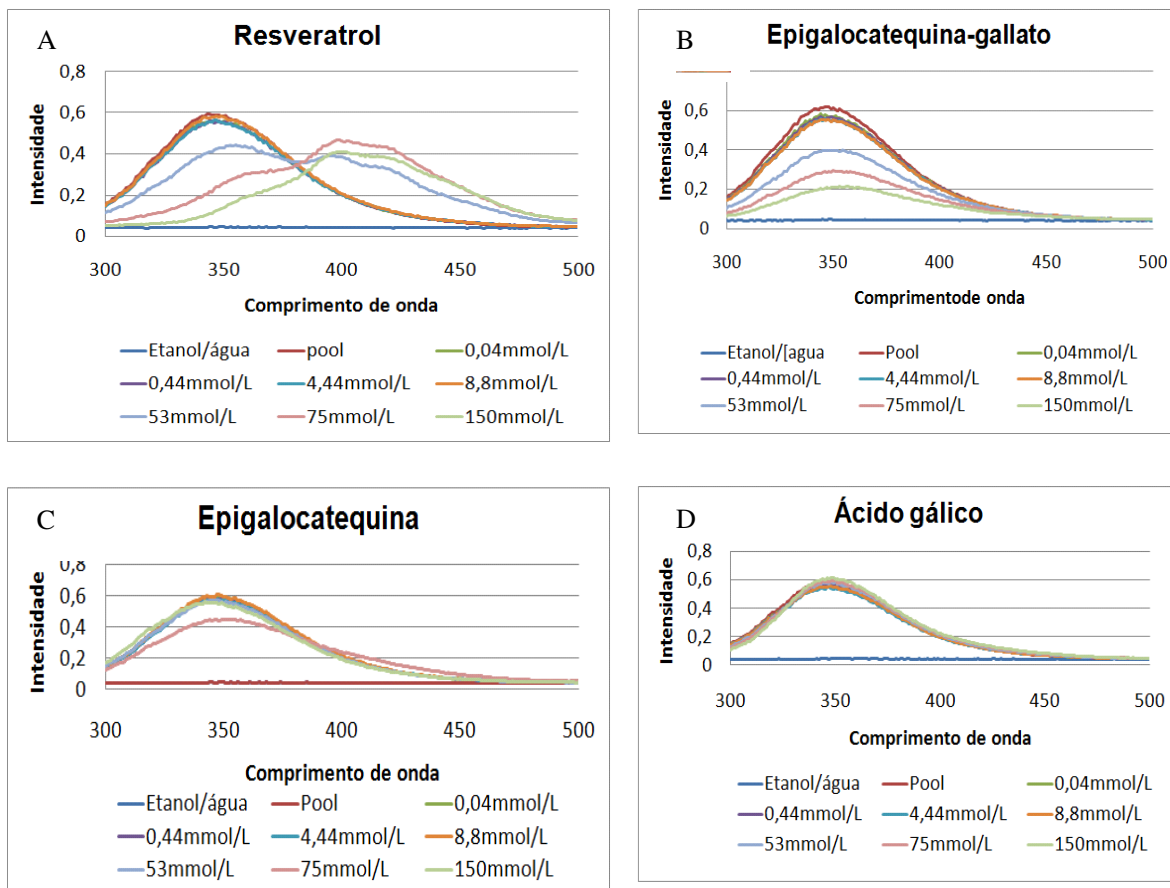 A
Resveratrol
Intensidade
0,8
0,6
0,4
0,2
0
300 350 400 450 500
Comprimento de onda
Etanol/água pool 0,04mmol/L
0,44mmol/L 4,44mmol/L 8,8mmol/L
53mmol/L 75mmol/L 150mmol/L
B
Epigalocatequina-gallato
Intensidade
0,6
0,4
0,2
0
300 350 400 450 500
Comprimentode onda
Etanol/[agua Pool 0,04mmol/L
0,44mmol/L 4,44mmol/L 8,8mmol/L
53mmol/L 75mmol/L 150mmol/L
C
Epigalocatequina
Intensidade
0,8
0,6
0,4
0,2
0
300 350 400 450 500
Comprimento de onda
Etanol/água Pool 0,04mmol/L
0,44mmol/L 4,44mmol/L 8,8mmol/L
53mmol/L 75mmol/L 150mmol/L
D
Ácido gálico
Intensidade
0,8
0,6
0,4
0,2
0
300 350 400 450 500
Comprimento de onda
Etanol/água Pool 0,04mmol/L
0,44mmol/L 4,44mmol/L 8,8mmol/L
53mmol/L 75mmol/L 150mmol/L